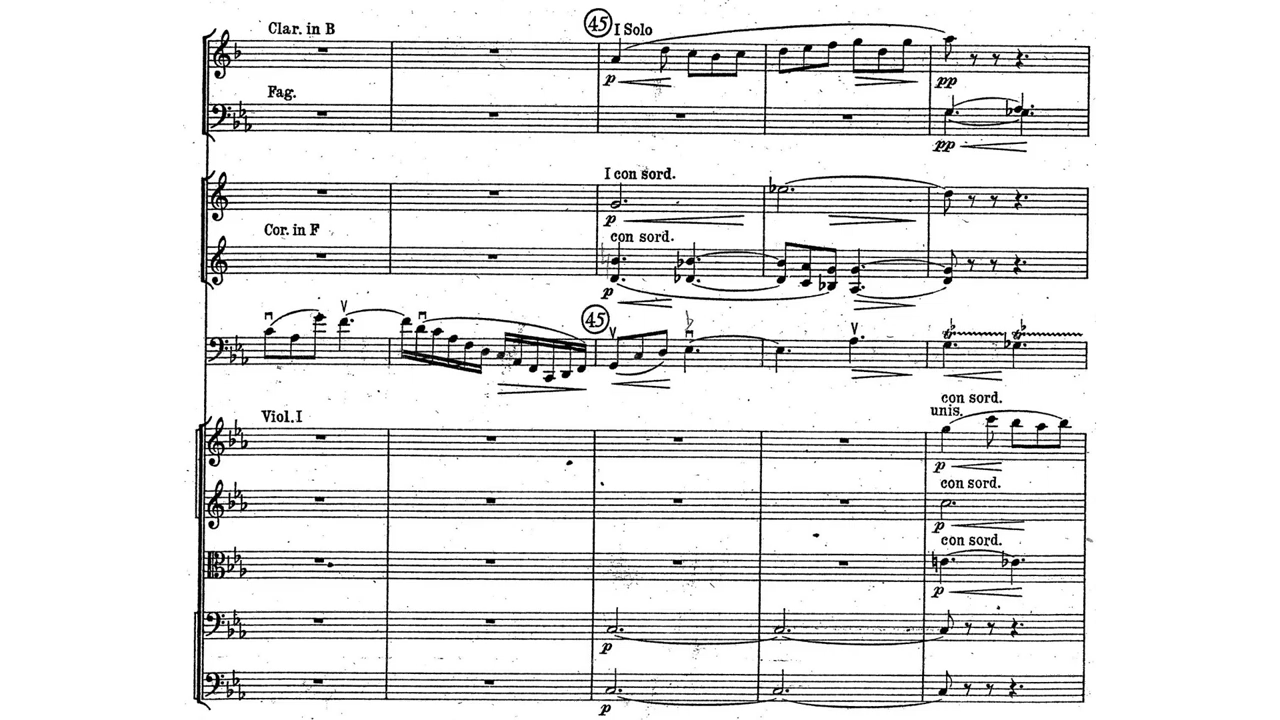 Clar. in B
45
I Solo
p
pp
Fag.
pp
I con sord.
p
Cor. in F
con sord.
p
45
con sord.
Viol. I
unis.
p
con sord.
p
con sord.
p
p
p